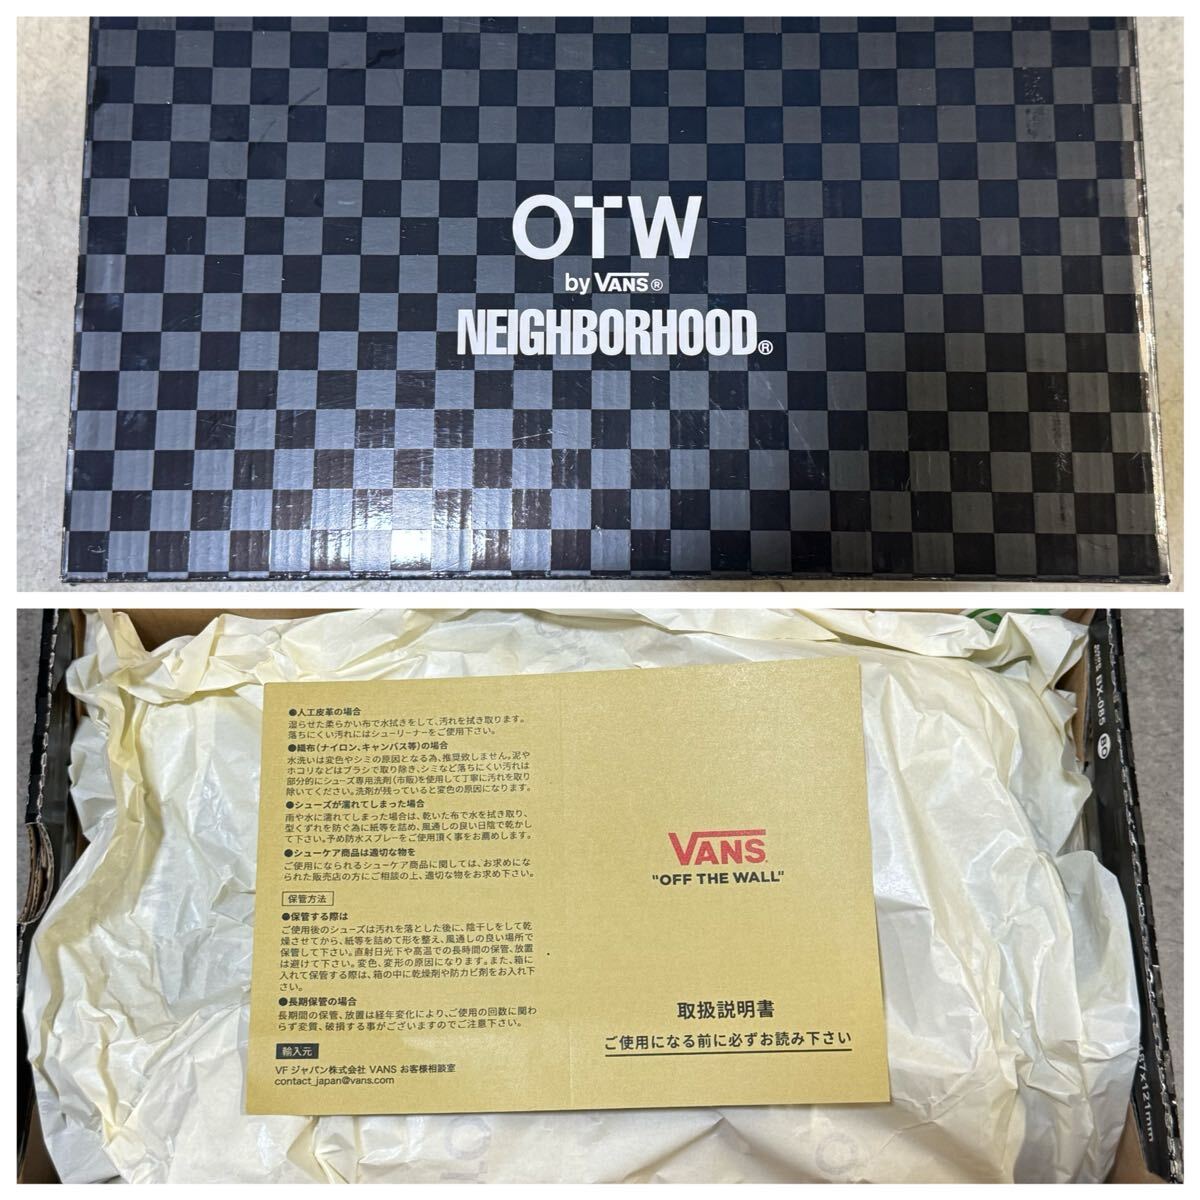 OTW
by VANS®
NEIGHBORHOOD®
●人工皮革の場合
湿らせた柔らかい布で水拭きをして、汚れを拭き取ります。
落ちにくい汚れにはシューリーナーをご使用下さい。
●繊布(ナイロン、キャンバス等)の場合
水洗いは変色やシミの原因となる為、推奨致しません。泥や
ホコリなどはブラシで取り除き、シミなど落ちにくい汚れは
部分的にシューズ専用洗剤(市販)を使用して丁寧に汚れを取り
除いてください。洗剤が残っていると変色の原因になります。
●シューズが濡れてしまった場合
雨や水に濡れてしまった場合は、乾いた布で水を拭き取り、
型くずれを防ぐ為に紙等を詰め、風通しの良い日陰で乾かし
て下さい。予め防水スプレーをご使用頂く事をお薦めします。
●シューケア商品は適切な物を
ご使用になられるシューケア商品に関しては、お求めにな
られた販売店の方にご相談の上、適切な物をお求め下さい。
保管方法
●保管する際は
ご使用後のシューズは汚れを落とした後に、陰干しをして乾
燥させてから、紙等を詰めて形を整え、風通しの良い場所で
保管して下さい。直射日光下や高温での長時間の保管、放置
は避けて下さい。変色、変形の原因になります。また、箱に
入れて保管する際は、箱の中に乾燥剤や防カビ剤をお入れ下
さい。
●長期保管の場合
長期間の保管、放置は経年変化により、ご使用の回数に関わ
らず変質、破損する事がございますのでご注意下さい。
輸入元
VF ジャパン株式会社 VANS お客様相談室
contact_japan@vans.com
VANS
"OFF THE WALL"
取扱説明書
ご使用になる前に必ずお読み下さい
BX-085
87x121mm